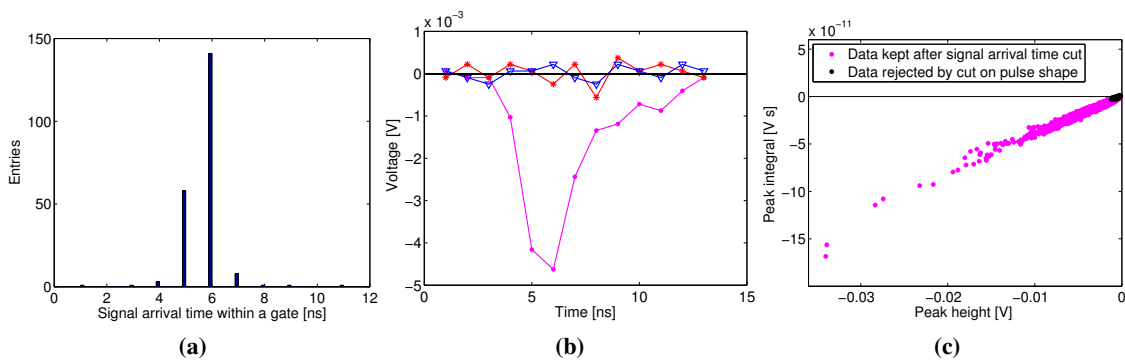 150
100
50
0
0 2 4 6 8 10 12
Entries
Signal arrival time within a gate [ns]
(a)
x 10⁻³
1
0
−1
−2
−3
−4
−5
0 5 10 15
Voltage [V]
Time [ns]
(b)
x 10⁻¹¹
5
0
−5
−10
−15
−0.03 −0.02 −0.01 0
Peak integral [V s]
Peak height [V]
Data kept after signal arrival time cut
Data rejected by cut on pulse shape
(c)